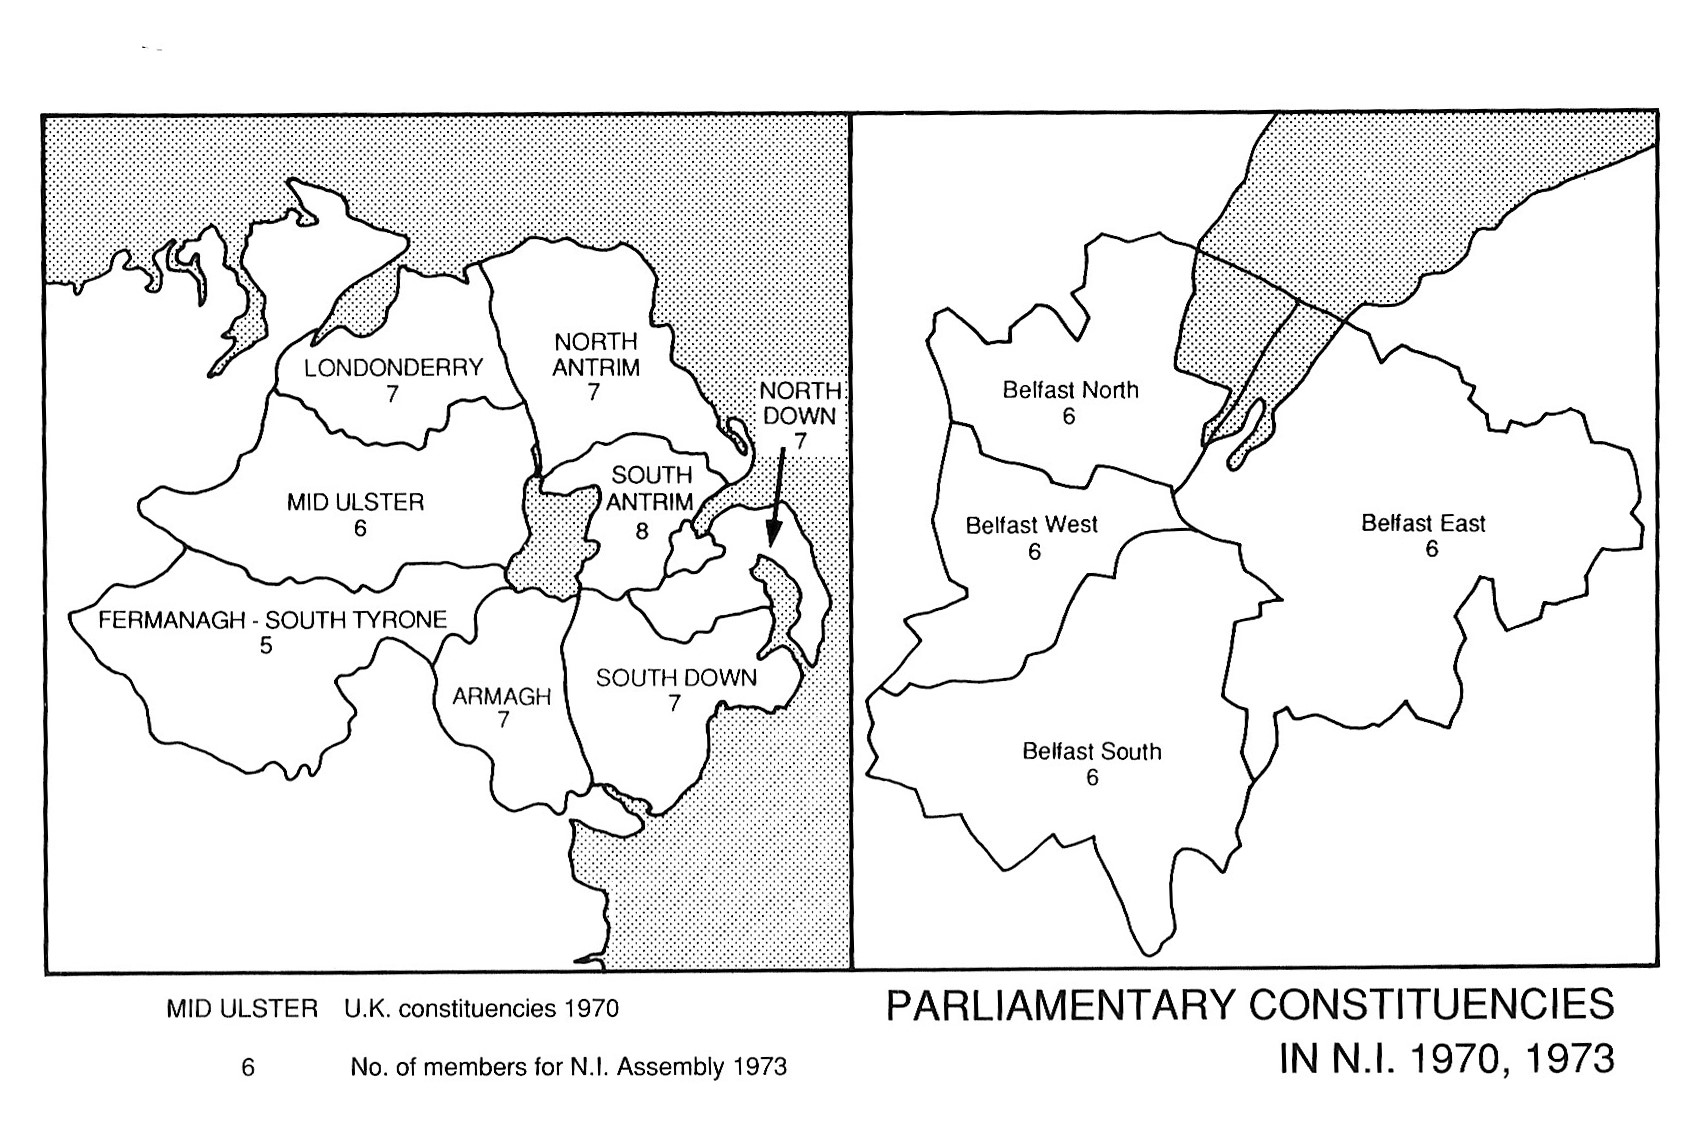 LONDONDERRY
7
NORTH
ANTRIM
7
NORTH
DOWN
7
MID ULSTER
6
SOUTH
ANTRIM
8
FERMANAGH - SOUTH TYRONE
5
ARMAGH
7
SOUTH DOWN
7
Belfast North
6
Belfast West
6
Belfast East
6
Belfast South
6
MID ULSTER U.K. constituencies 1970
6 No. of members for N.I. Assembly 1973
PARLIAMENTARY CONSTITUENCIES
IN N.I. 1970, 1973